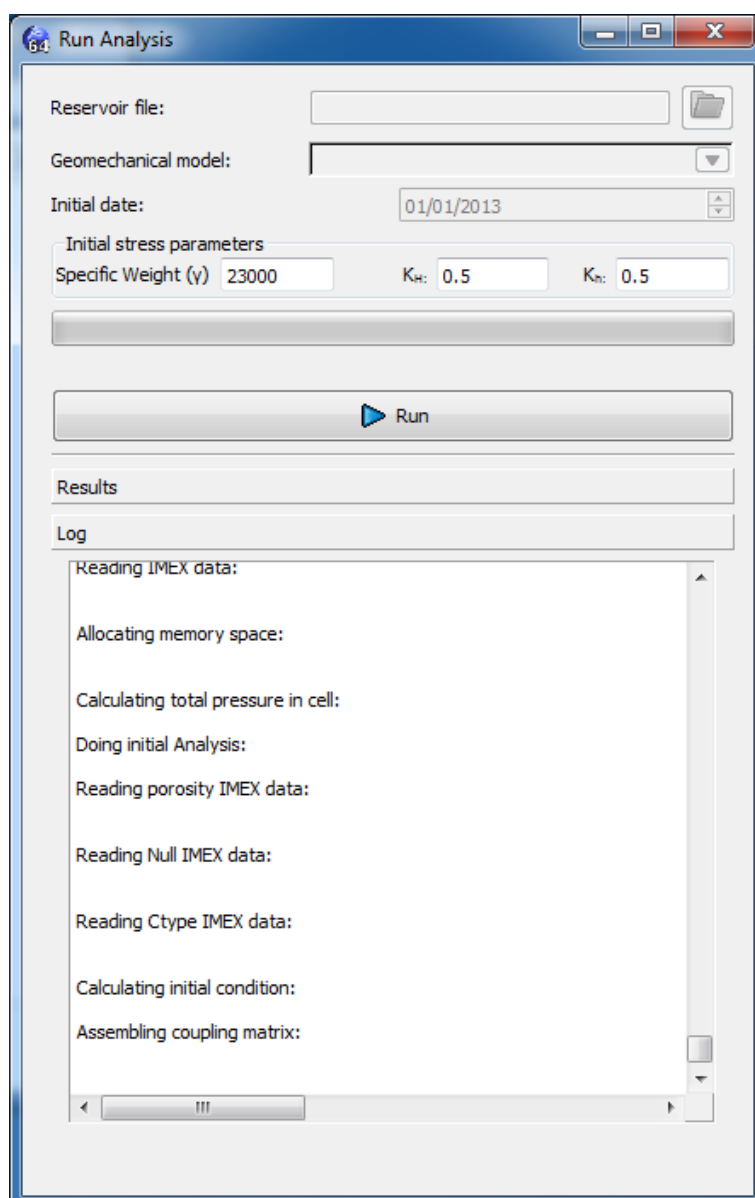 64 Run Analysis
Reservoir file:
Geomechanical model:
Initial date: 01/01/2013
Initial stress parameters
Specific Weight (γ) 23000 KH: 0.5 Kh: 0.5
Run
Results
Log
Reading IMEX data:
Allocating memory space:
Calculating total pressure in cell:
Doing initial Analysis:
Reading porosity IMEX data:
Reading Null IMEX data:
Reading Ctype IMEX data:
Calculating initial condition:
Assembling coupling matrix: